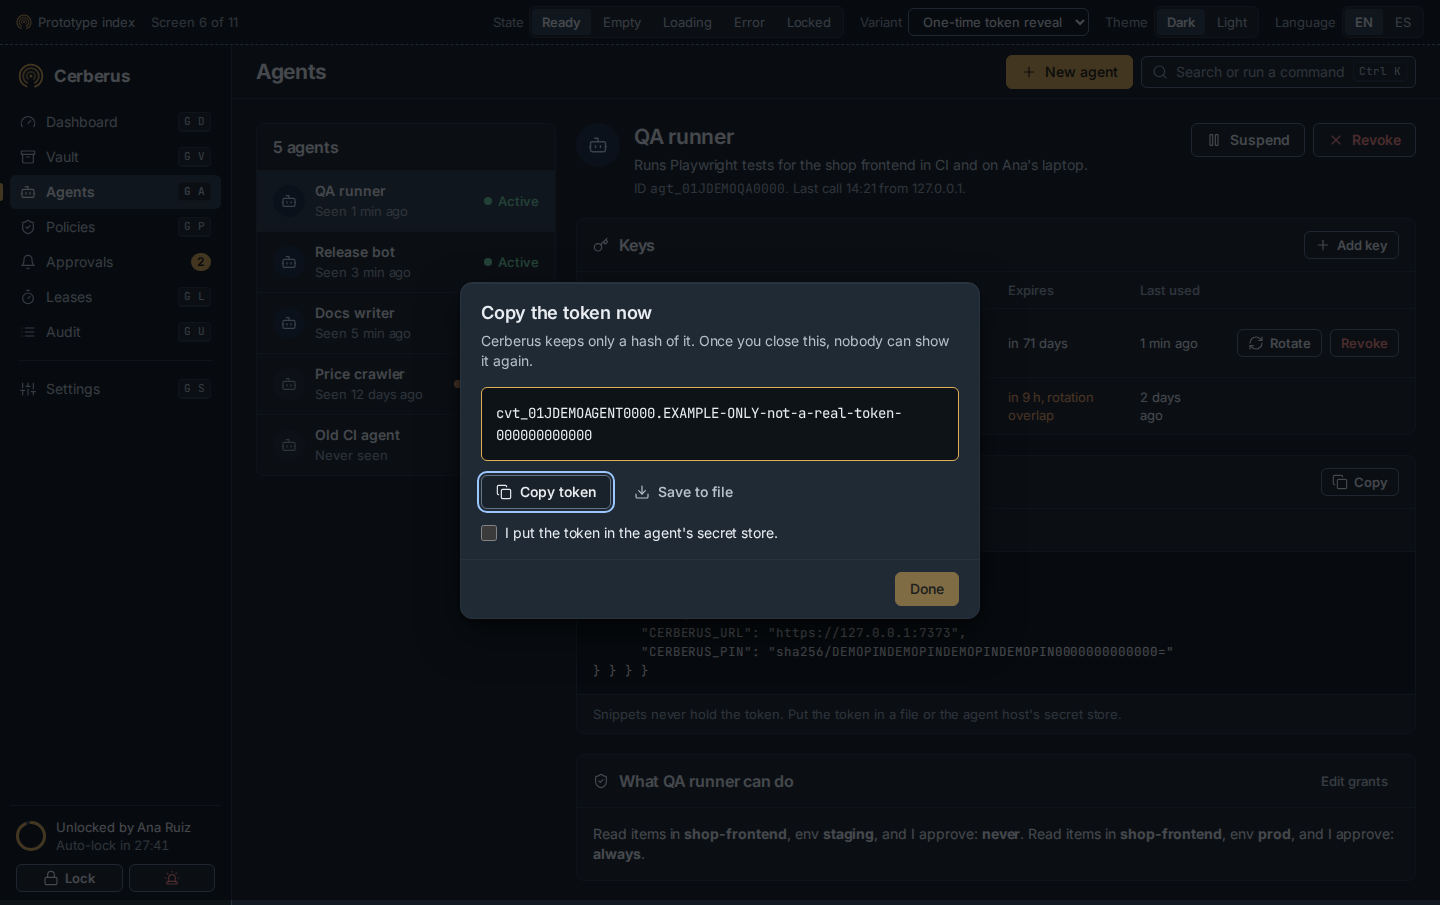 Prototype index
Screen 6 of 11
State
Ready
Empty
Loading
Error
Locked
Variant
One-time token reveal
Theme
Dark
Light
Language
EN
ES
Cerberus
Dashboard
G D
Vault
G V
Agents
G A
Policies
G P
Approvals
2
Leases
G L
Audit
G U
Settings
G S
Unlocked by Ana Ruiz
Auto-lock in 27:41
Lock
Agents
New agent
Search or run a command
Ctrl K
5 agents
QA runner
Seen 1 min ago
Active
Release bot
Seen 3 min ago
Active
Docs writer
Seen 5 min ago
Price crawler
Seen 12 days ago
Old CI agent
Never seen
QA runner
Runs Playwright tests for the shop frontend in CI and on Ana's laptop.
ID agt_01JDEMOQA0000. Last call 14:21 from 127.0.0.1.
Suspend
Revoke
Keys
Add key
Expires
Last used
in 71 days
1 min ago
Rotate
Revoke
in 9 h, rotation
overlap
2 days
ago
Copy
Copy the token now
Cerberus keeps only a hash of it. Once you close this, nobody can show
it again.
cvt_01JDEMOAGENT0000.EXAMPLE-ONLY-not-a-real-token-
000000000000
Copy token
Save to file
I put the token in the agent's secret store.
Done
"CERBERUS_URL": "https://127.0.0.1:7373",
"CERBERUS_PIN": "sha256/DEMOPINDEMOPINDEMOPINDEMOPIN0000000000000="
} } } }
Snippets never hold the token. Put the token in a file or the agent host's secret store.
What QA runner can do
Edit grants
Read items in shop-frontend, env staging, and I approve: never. Read items in shop-frontend, env prod, and I approve:
always.